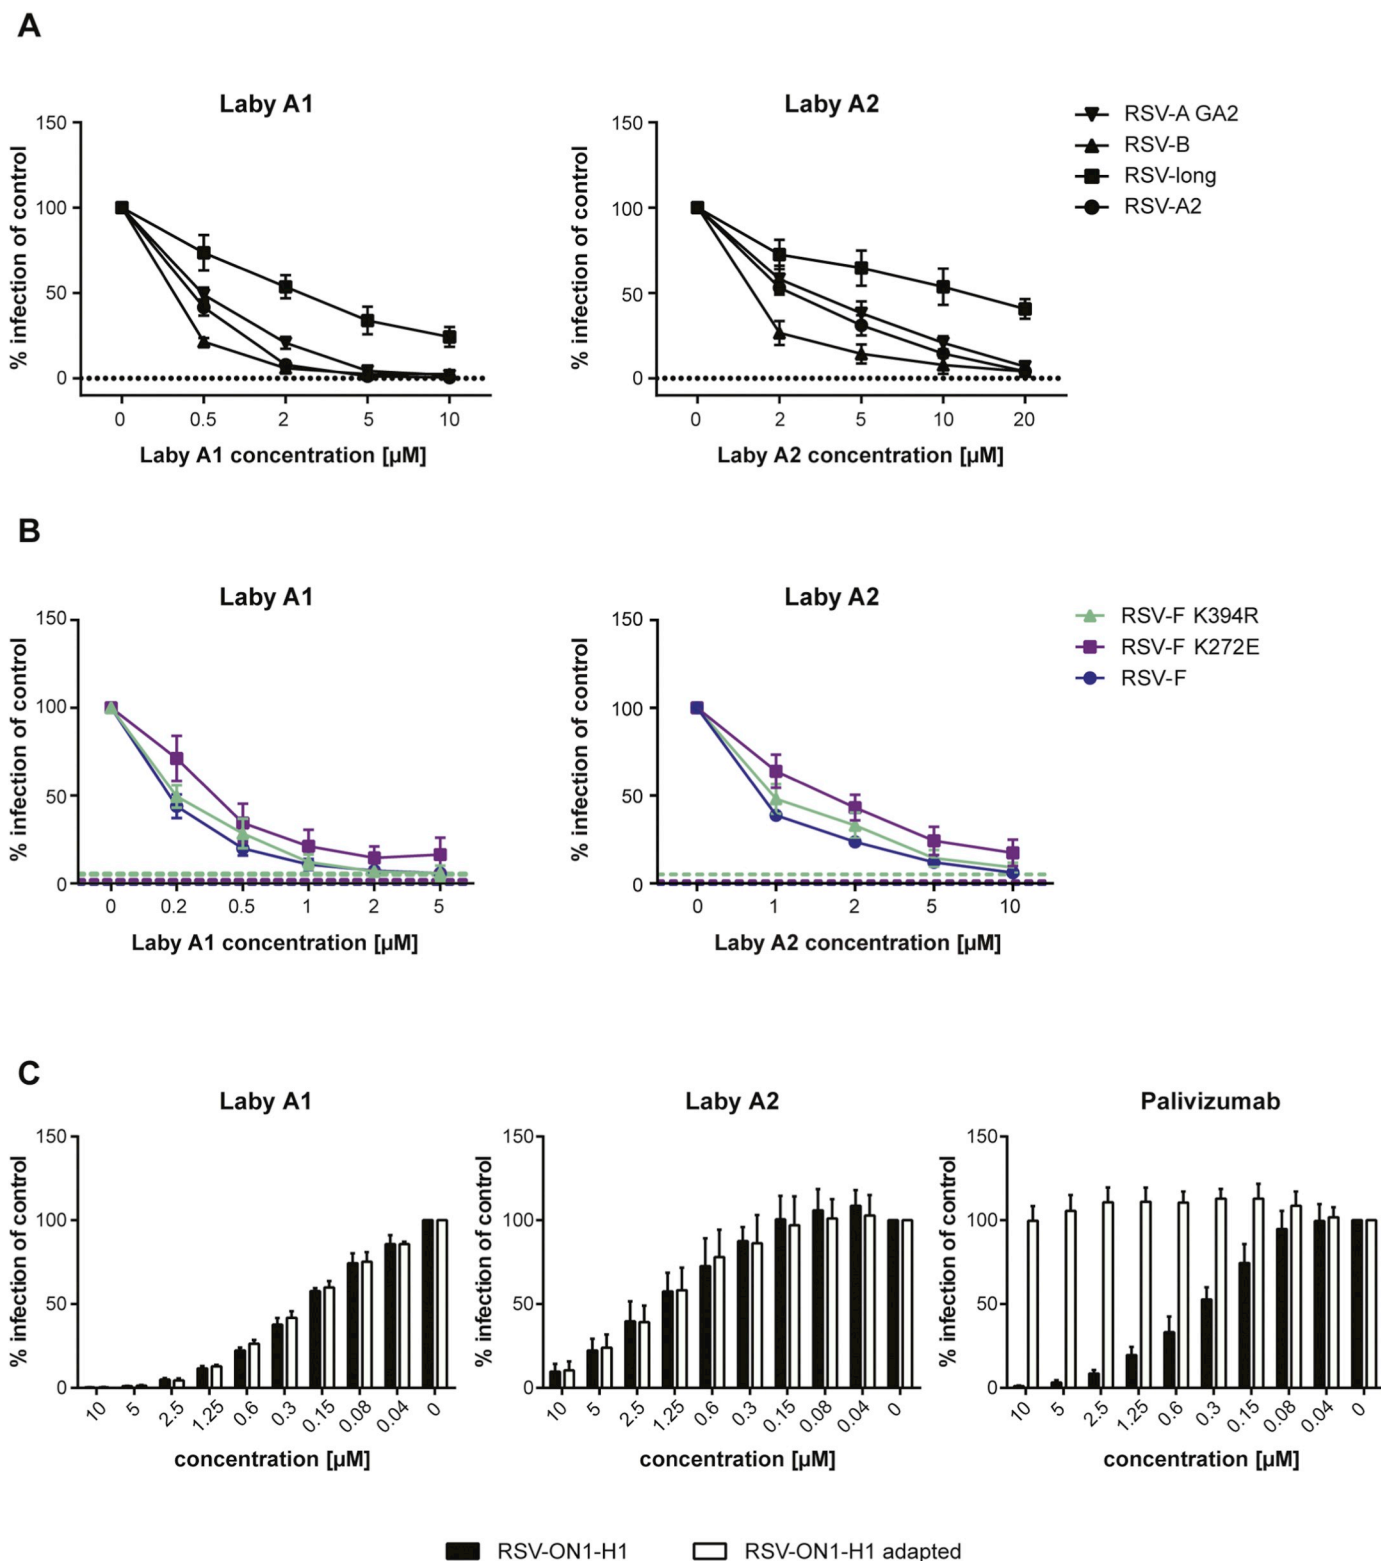 A
Laby A1
% infection of control
150
100
50
0
0 0.5 2 5 10
Laby A1 concentration [µM]
Laby A2
% infection of control
150
100
50
0
0 2 5 10 20
Laby A2 concentration [µM]
RSV-A GA2
RSV-B
RSV-long
RSV-A2
B
Laby A1
% infection of control
150
100
50
0
0 0.2 0.5 1 2 5
Laby A1 concentration [µM]
Laby A2
% infection of control
150
100
50
0
0 1 2 5 10
Laby A2 concentration [µM]
RSV-F K394R
RSV-F K272E
RSV-F
C
Laby A1
% infection of control
150
100
50
0
10 5 2.5 1.25 0.6 0.3 0.15 0.08 0.04 0
concentration [µM]
Laby A2
% infection of control
150
100
50
0
10 5 2.5 1.25 0.6 0.3 0.15 0.08 0.04 0
concentration [µM]
Palivizumab
% infection of control
150
100
50
0
10 5 2.5 1.25 0.6 0.3 0.15 0.08 0.04 0
concentration [µM]
RSV-ON1-H1 RSV-ON1-H1 adapted